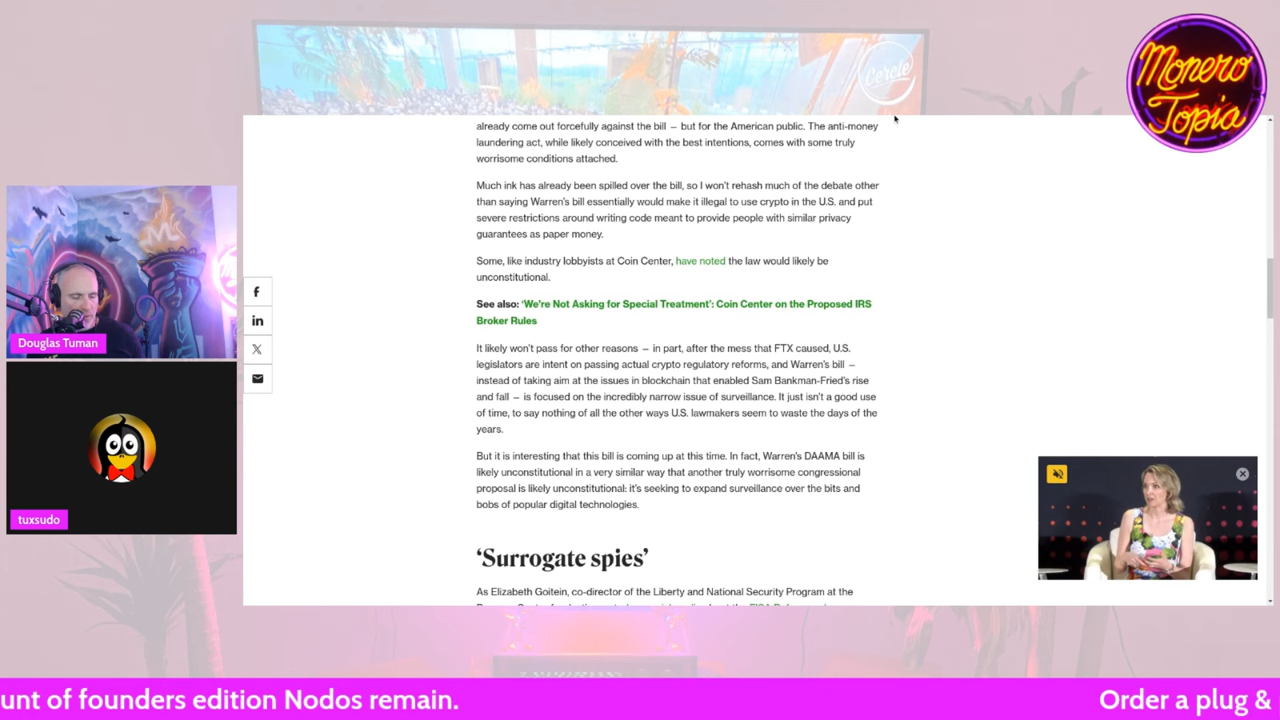 Cercle
Monero
Topia
already come out forcefully against the bill – but for the American public. The anti-money
laundering act, while likely conceived with the best intentions, comes with some truly
worrisome conditions attached.
Much ink has already been spilled over the bill, so I won't rehash much of the debate other
than saying Warren's bill essentially would make it illegal to use crypto in the U.S. and put
severe restrictions around writing code meant to provide people with similar privacy
guarantees as paper money.
Some, like industry lobbyists at Coin Center, have noted the law would likely be
unconstitutional.
See also: 'We're Not Asking for Special Treatment': Coin Center on the Proposed IRS
Broker Rules
It likely won't pass for other reasons – in part, after the mess that FTX caused, U.S.
legislators are intent on passing actual crypto regulatory reforms, and Warren's bill –
instead of taking aim at the issues in blockchain that enabled Sam Bankman-Fried's rise
and fall – is focused on the incredibly narrow issue of surveillance. It just isn't a good use
of time, to say nothing of all the other ways U.S. lawmakers seem to waste the days of the
years.
But it is interesting that this bill is coming up at this time. In fact, Warren's DAAMA bill is
likely unconstitutional in a very similar way that another truly worrisome congressional
proposal is likely unconstitutional: it's seeking to expand surveillance over the bits and
bobs of popular digital technologies.
'Surrogate spies'
As Elizabeth Goitein, co-director of the Liberty and National Security Program at the
Douglas Tuman
tuxsudo
unt of founders edition Nodos remain.
Order a plug &